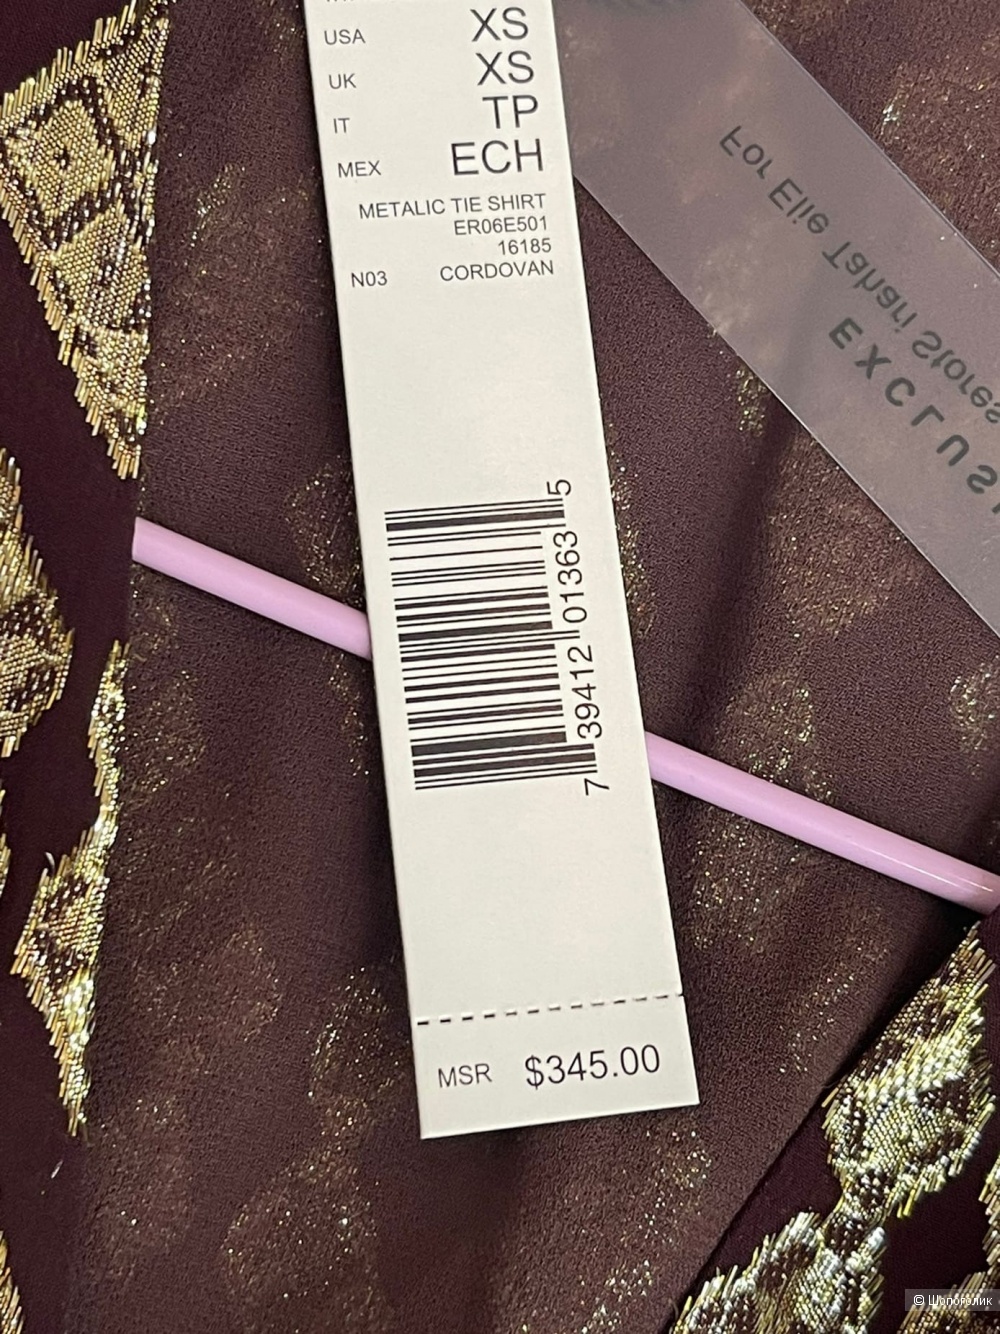 USA XS
UK XS
IT TP
MEX ECH
METALIC TIE SHIRT
ER06E501
16185
N03 CORDOVAN
7 39412 01363 5
MSR $345.00
For Elie Tahari Stores
© Шопоголик